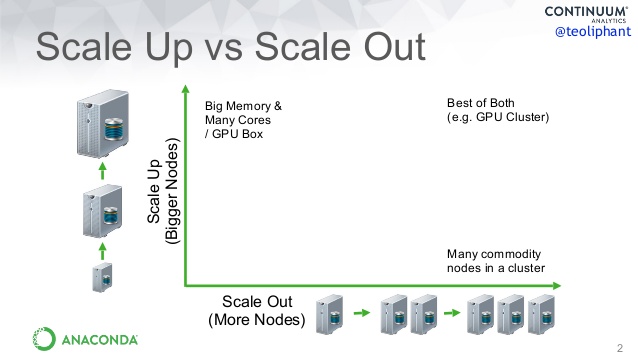 CONTINUUM®
ANALYTICS
@teoliphant
Scale Up vs Scale Out
Big Memory &
Many Cores
/ GPU Box
Best of Both
(e.g. GPU Cluster)
Scale Up
(Bigger Nodes)
Many commodity
nodes in a cluster
Scale Out
(More Nodes)
ANACONDA
2